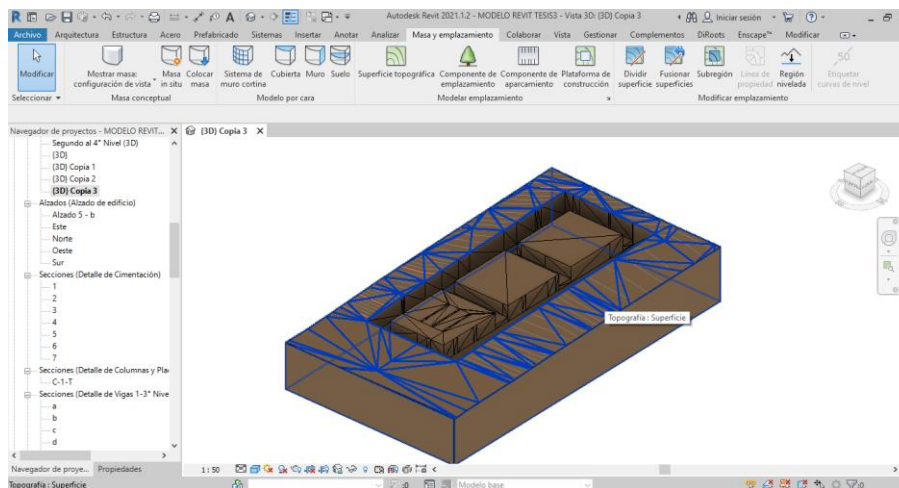 Autodesk Revit 2021.1.2 - MODELO REVIT TESIS3 - Vista 3D: {3D} Copia 3
Iniciar sesión
Archivo Arquitectura Estructura Acero Prefabricado Sistemas Insertar Anotar Analizar Masa y emplazamiento Colaborar Vista Gestionar Complementos DiRoots Enscape™ Modificar
Modificar Mostrar masa: Masa Colocar Sistema de Cubierta Muro Suelo Superficie topográfica Componente de Componente de Plataforma de Dividir Fusionar Subregión Línea de Región Etiquetar
configuración de vista in situ masa muro cortina emplazamiento aparcamiento construcción superficie superficies propiedad nivelada curvas de nivel
Seleccionar Masa conceptual Modelo por cara Modelar emplazamiento Modificar emplazamiento
Navegador de proyectos - MODELO REVIT... {3D} Copia 3
Segundo al 4° Nivel (3D)
{3D}
{3D} Copia 1
{3D} Copia 2
{3D} Copia 3
Alzados (Alzado de edificio)
Alzado 5 - b
Este
Norte
Oeste
Sur
Secciones (Detalle de Cimentación)
1
2
3
4
5
6
7
Secciones (Detalle de Columnas y Pla
C-1-T
Secciones (Detalle de Vigas 1-3° Nive
a
b
c
d
Topografía : Superficie
Navegador de proye... Propiedades 1 : 50
Topografía : Superficie :0 Modelo base :0